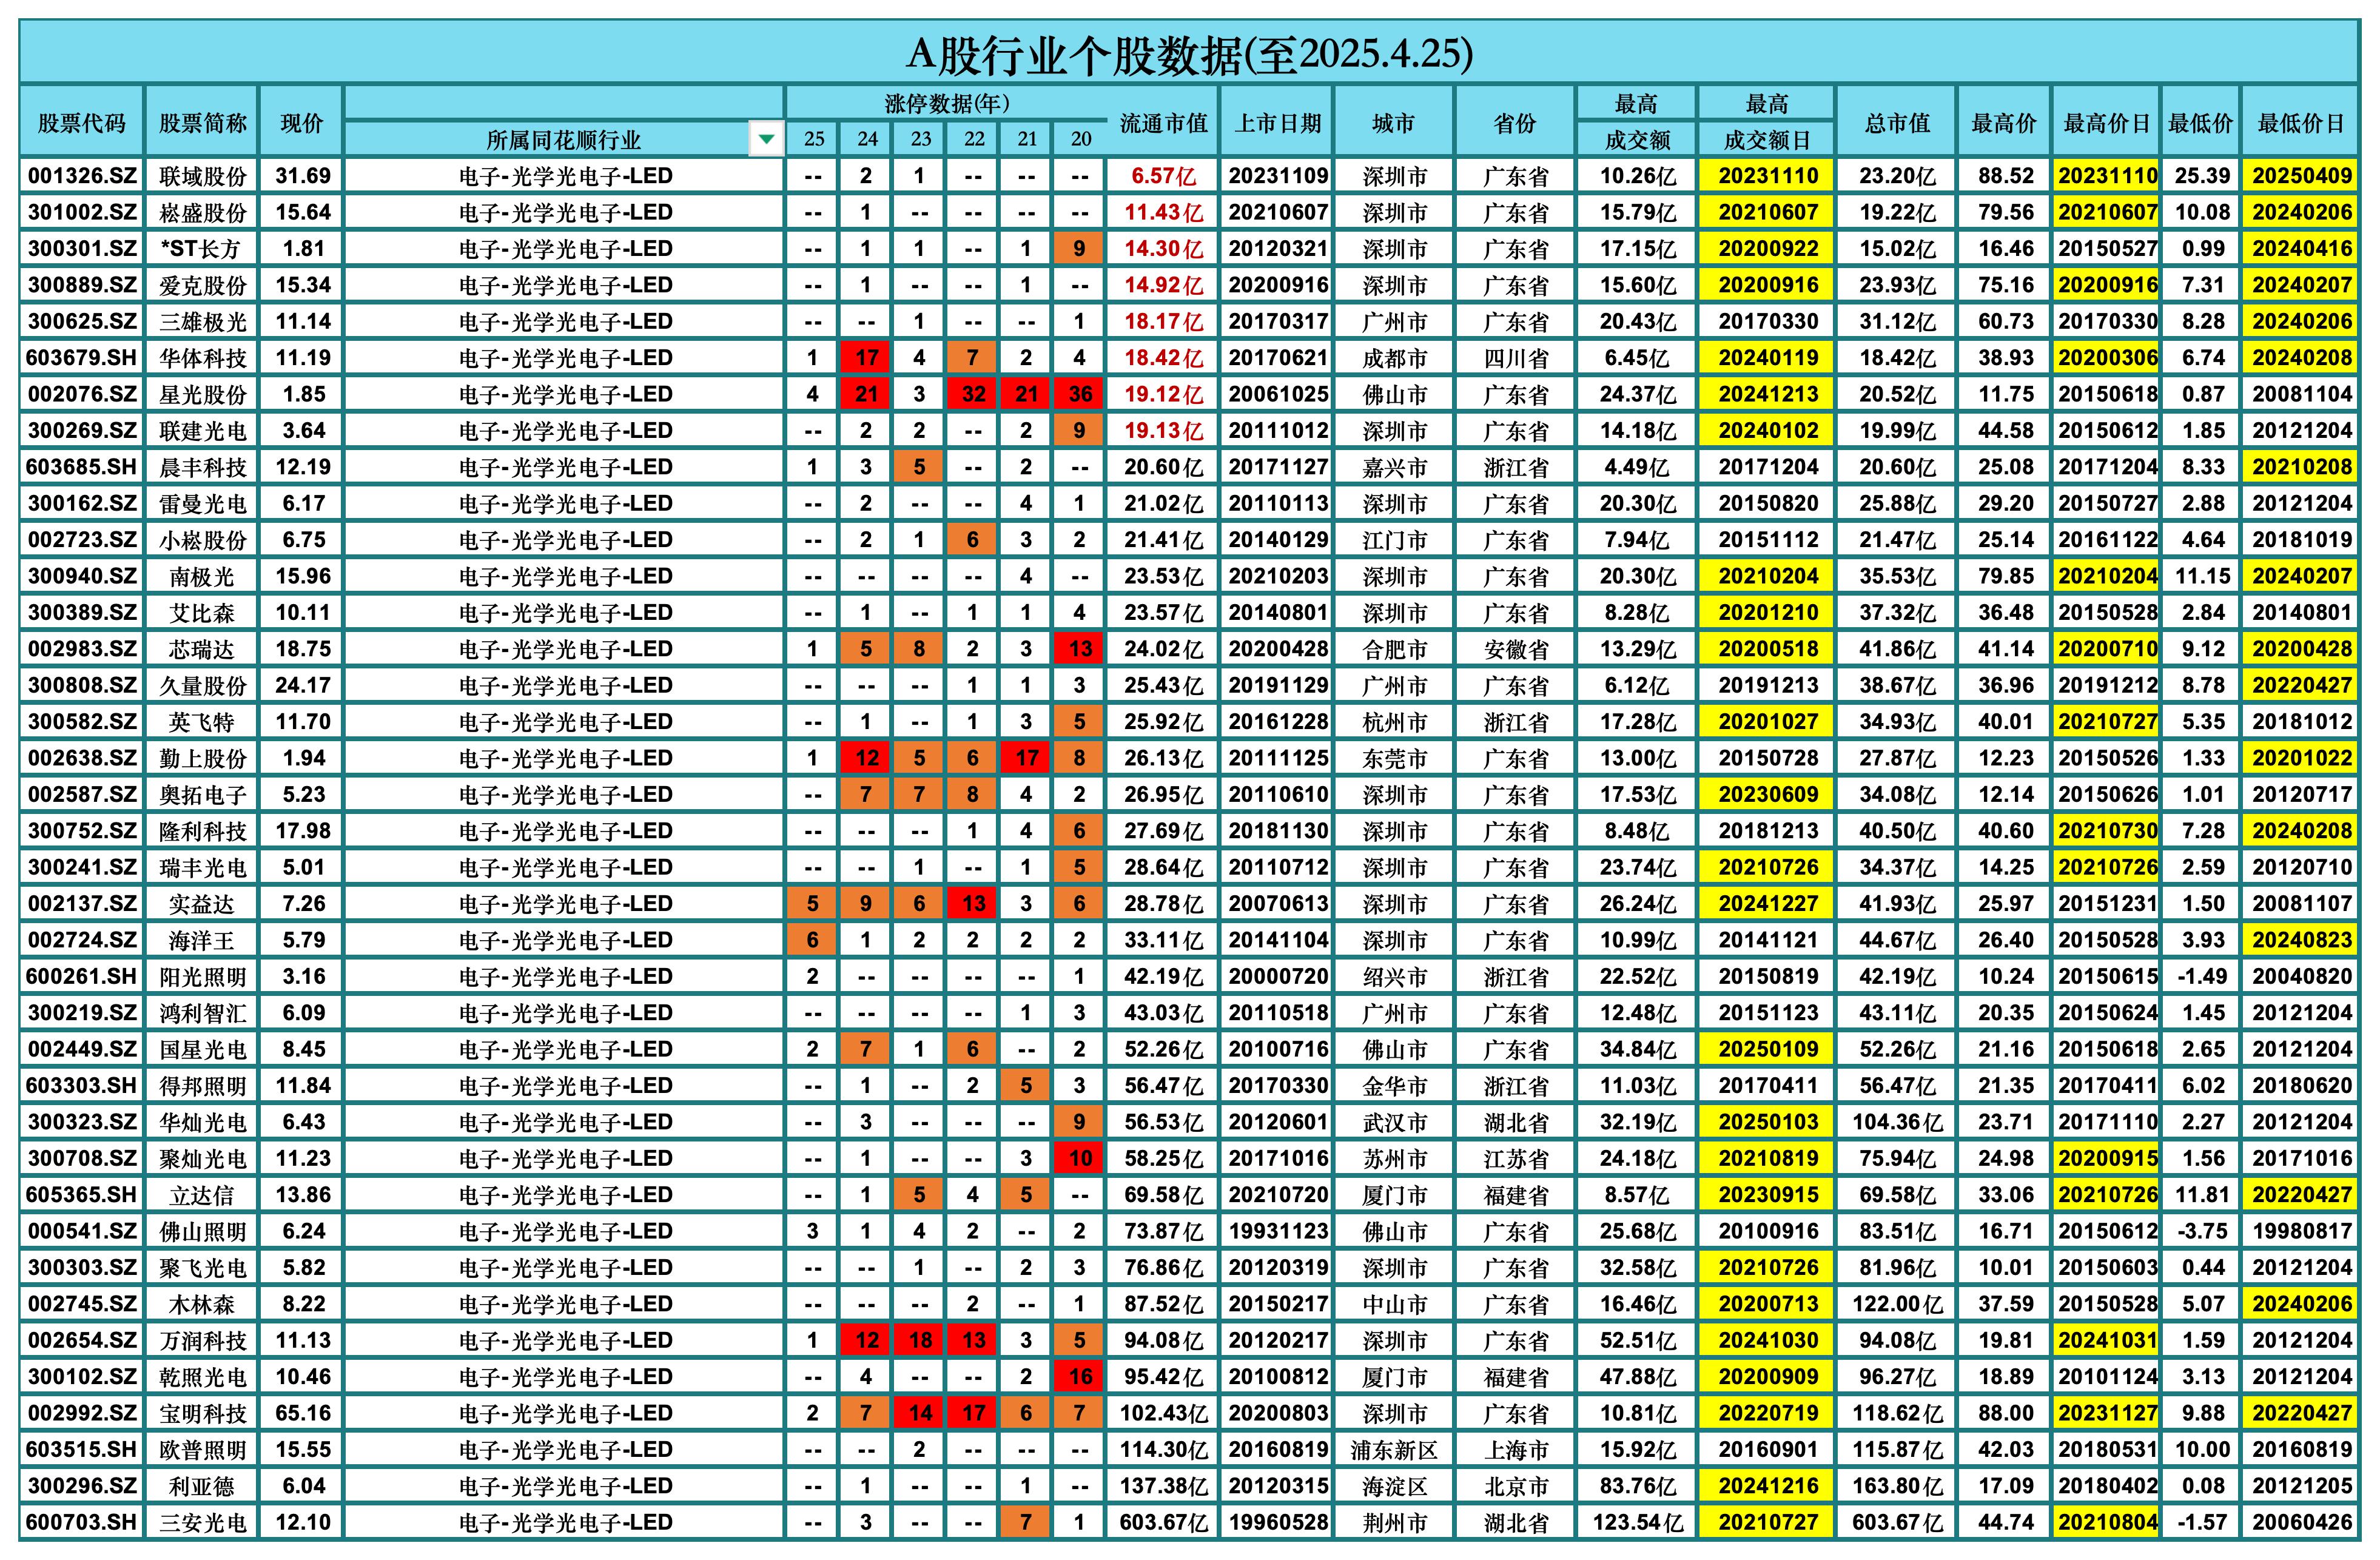 A股行业个股数据(至2025.4.25)
股票代码 股票简称 现价 所属同花顺行业 涨停数据(年) 25 24 23 22 21 20 流通市值 上市日期 城市 省份 最高成交额 最高成交额日 总市值 最高价 最高价日 最低价 最低价日
001326.SZ 联域股份 31.69 电子-光学光电子-LED -- 2 1 -- -- -- 6.57亿 20231109 深圳市 广东省 10.26亿 20231110 23.20亿 88.52 20231110 25.39 20250409
301002.SZ 崧盛股份 15.64 电子-光学光电子-LED -- 1 -- -- -- -- 11.43亿 20210607 深圳市 广东省 15.79亿 20210607 19.22亿 79.56 20210607 10.08 20240206
300301.SZ *ST长方 1.81 电子-光学光电子-LED -- 1 1 -- 1 9 14.30亿 20120321 深圳市 广东省 17.15亿 20200922 15.02亿 16.46 20150527 0.99 20240416
300889.SZ 爱克股份 15.34 电子-光学光电子-LED -- 1 -- -- 1 -- 14.92亿 20200916 深圳市 广东省 15.60亿 20200916 23.93亿 75.16 20200916 7.31 20240207
300625.SZ 三雄极光 11.14 电子-光学光电子-LED -- -- 1 -- -- 1 18.17亿 20170317 广州市 广东省 20.43亿 20170330 31.12亿 60.73 20170330 8.28 20240206
603679.SH 华体科技 11.19 电子-光学光电子-LED 1 17 4 7 2 4 18.42亿 20170621 成都市 四川省 6.45亿 20240119 18.42亿 38.93 20200306 6.74 20240208
002076.SZ 星光股份 1.85 电子-光学光电子-LED 4 21 3 32 21 36 19.12亿 20061025 佛山市 广东省 24.37亿 20241213 20.52亿 11.75 20150618 0.87 20081104
300269.SZ 联建光电 3.64 电子-光学光电子-LED -- 2 2 -- 2 9 19.13亿 20111012 深圳市 广东省 14.18亿 20240102 19.99亿 44.58 20150612 1.85 20121204
603685.SH 晨丰科技 12.19 电子-光学光电子-LED 1 3 5 -- 2 -- 20.60亿 20171127 嘉兴市 浙江省 4.49亿 20171204 20.60亿 25.08 20171204 8.33 20210208
300162.SZ 雷曼光电 6.17 电子-光学光电子-LED -- 2 -- -- 4 1 21.02亿 20110113 深圳市 广东省 20.30亿 20150820 25.88亿 29.20 20150727 2.88 20121204
002723.SZ 小崧股份 6.75 电子-光学光电子-LED -- 2 1 6 3 2 21.41亿 20140129 江门市 广东省 7.94亿 20151112 21.47亿 25.14 20161122 4.64 20181019
300940.SZ 南极光 15.96 电子-光学光电子-LED -- -- -- -- 4 -- 23.53亿 20210203 深圳市 广东省 20.30亿 20210204 35.53亿 79.85 20210204 11.15 20240207
300389.SZ 艾比森 10.11 电子-光学光电子-LED -- 1 -- 1 1 4 23.57亿 20140801 深圳市 广东省 8.28亿 20201210 37.32亿 36.48 20150528 2.84 20140801
002983.SZ 芯瑞达 18.75 电子-光学光电子-LED 1 5 8 2 3 13 24.02亿 20200428 合肥市 安徽省 13.29亿 20200518 41.86亿 41.14 20200710 9.12 20200428
300808.SZ 久量股份 24.17 电子-光学光电子-LED -- -- -- 1 1 3 25.43亿 20191129 广州市 广东省 6.12亿 20191213 38.67亿 36.96 20191212 8.78 20220427
300582.SZ 英飞特 11.70 电子-光学光电子-LED -- 1 -- 1 3 5 25.92亿 20161228 杭州市 浙江省 17.28亿 20201027 34.93亿 40.01 20210727 5.35 20181012
002638.SZ 勤上股份 1.94 电子-光学光电子-LED 1 12 5 6 17 8 26.13亿 20111125 东莞市 广东省 13.00亿 20150728 27.87亿 12.23 20150526 1.33 20201022
002587.SZ 奥拓电子 5.23 电子-光学光电子-LED -- 7 7 8 4 2 26.95亿 20110610 深圳市 广东省 17.53亿 20230609 34.08亿 12.14 20150626 1.01 20120717
300752.SZ 隆利科技 17.98 电子-光学光电子-LED -- -- -- 1 4 6 27.69亿 20181130 深圳市 广东省 8.48亿 20181213 40.50亿 40.60 20210730 7.28 20240208
300241.SZ 瑞丰光电 5.01 电子-光学光电子-LED -- -- 1 -- 1 5 28.64亿 20110712 深圳市 广东省 23.74亿 20210726 34.37亿 14.25 20210726 2.59 20120710
002137.SZ 实益达 7.26 电子-光学光电子-LED 5 9 6 13 3 6 28.78亿 20070613 深圳市 广东省 26.24亿 20241227 41.93亿 25.97 20151231 1.50 20081107
002724.SZ 海洋王 5.79 电子-光学光电子-LED 6 1 2 2 2 2 33.11亿 20141104 深圳市 广东省 10.99亿 20141121 44.67亿 26.40 20150528 3.93 20240823
600261.SH 阳光照明 3.16 电子-光学光电子-LED 2 -- -- -- -- 1 42.19亿 20000720 绍兴市 浙江省 22.52亿 20150819 42.19亿 10.24 20150615 -1.49 20040820
300219.SZ 鸿利智汇 6.09 电子-光学光电子-LED -- -- -- -- 1 3 43.03亿 20110518 广州市 广东省 12.48亿 20151123 43.11亿 20.35 20150624 1.45 20121204
002449.SZ 国星光电 8.45 电子-光学光电子-LED 2 7 1 6 -- 2 52.26亿 20100716 佛山市 广东省 34.84亿 20250109 52.26亿 21.16 20150618 2.65 20121204
603303.SH 得邦照明 11.84 电子-光学光电子-LED -- 1 -- 2 5 3 56.47亿 20170330 金华市 浙江省 11.03亿 20170411 56.47亿 21.35 20170411 6.02 20180620
300323.SZ 华灿光电 6.43 电子-光学光电子-LED -- 3 -- -- -- 9 56.53亿 20120601 武汉市 湖北省 32.19亿 20250103 104.36亿 23.71 20171110 2.27 20121204
300708.SZ 聚灿光电 11.23 电子-光学光电子-LED -- 1 -- -- 3 10 58.25亿 20171016 苏州市 江苏省 24.18亿 20210819 75.94亿 24.98 20200915 1.56 20171016
605365.SH 立达信 13.86 电子-光学光电子-LED -- 1 5 4 5 -- 69.58亿 20210720 厦门市 福建省 8.57亿 20230915 69.58亿 33.06 20210726 11.81 20220427
000541.SZ 佛山照明 6.24 电子-光学光电子-LED 3 1 4 2 -- 2 73.87亿 19931123 佛山市 广东省 25.68亿 20100916 83.51亿 16.71 20150612 -3.75 19980817
300303.SZ 聚飞光电 5.82 电子-光学光电子-LED -- -- 1 -- 2 3 76.86亿 20120319 深圳市 广东省 32.58亿 20210726 81.96亿 10.01 20150603 0.44 20121204
002745.SZ 木林森 8.22 电子-光学光电子-LED -- -- -- 2 -- 1 87.52亿 20150217 中山市 广东省 16.46亿 20200713 122.00亿 37.59 20150528 5.07 20240206
002654.SZ 万润科技 11.13 电子-光学光电子-LED 1 12 18 13 3 5 94.08亿 20120217 深圳市 广东省 52.51亿 20241030 94.08亿 19.81 20241031 1.59 20121204
300102.SZ 乾照光电 10.46 电子-光学光电子-LED -- 4 -- -- 2 16 95.42亿 20100812 厦门市 福建省 47.88亿 20200909 96.27亿 18.89 20101124 3.13 20121204
002992.SZ 宝明科技 65.16 电子-光学光电子-LED 2 7 14 17 6 7 102.43亿 20200803 深圳市 广东省 10.81亿 20220719 118.62亿 88.00 20231127 9.88 20220427
603515.SH 欧普照明 15.55 电子-光学光电子-LED -- -- 2 -- -- -- 114.30亿 20160819 浦东新区 上海市 15.92亿 20160901 115.87亿 42.03 20180531 10.00 20160819
300296.SZ 利亚德 6.04 电子-光学光电子-LED -- 1 -- -- 1 -- 137.38亿 20120315 海淀区 北京市 83.76亿 20241216 163.80亿 17.09 20180402 0.08 20121205
600703.SH 三安光电 12.10 电子-光学光电子-LED -- 3 -- -- 7 1 603.67亿 19960528 荆州市 湖北省 123.54亿 20210727 603.67亿 44.74 20210804 -1.57 20060426